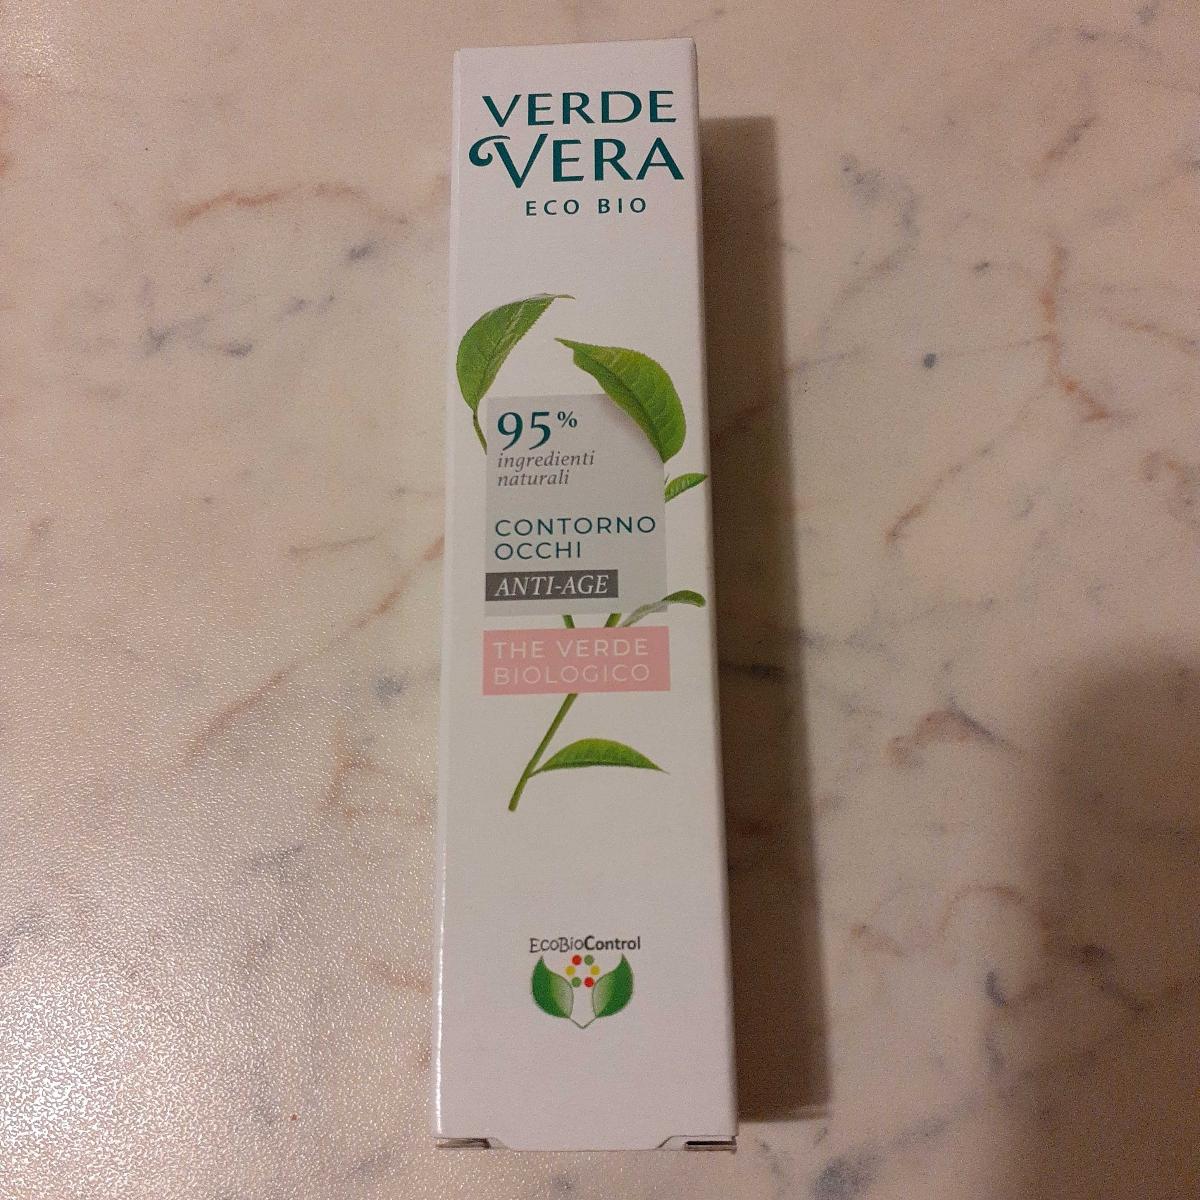 VERDE
VERA
ECO BIO
95%
ingredienti
naturali
CONTORNO
OCCHI
ANTI-AGE
THE VERDE
BIOLOGICO
EcoBioControl